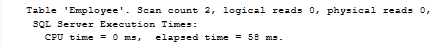 Table 'Employee'. Scan count 2, logical reads 0, physical reads 0,
SQL Server Execution Times:
CPU time = 0 ms,  elapsed time = 58 ms.